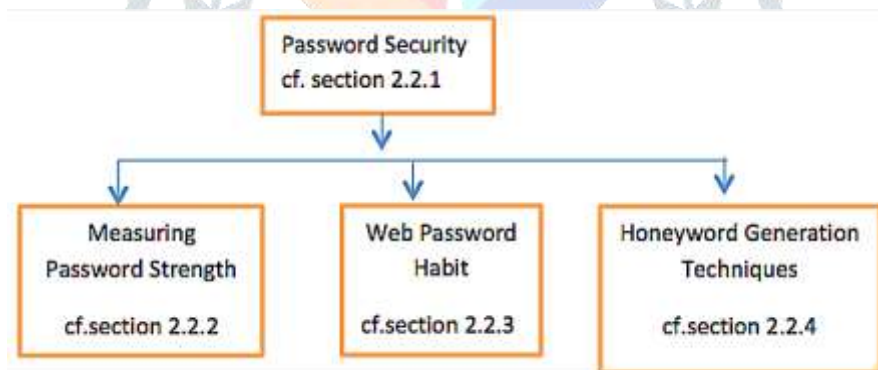 Password Security
cf. section 2.2.1
Measuring
Password Strength
cf.section 2.2.2
Web Password
Habit
cf.section 2.2.3
Honeyword Generation
Techniques
cf.section 2.2.4